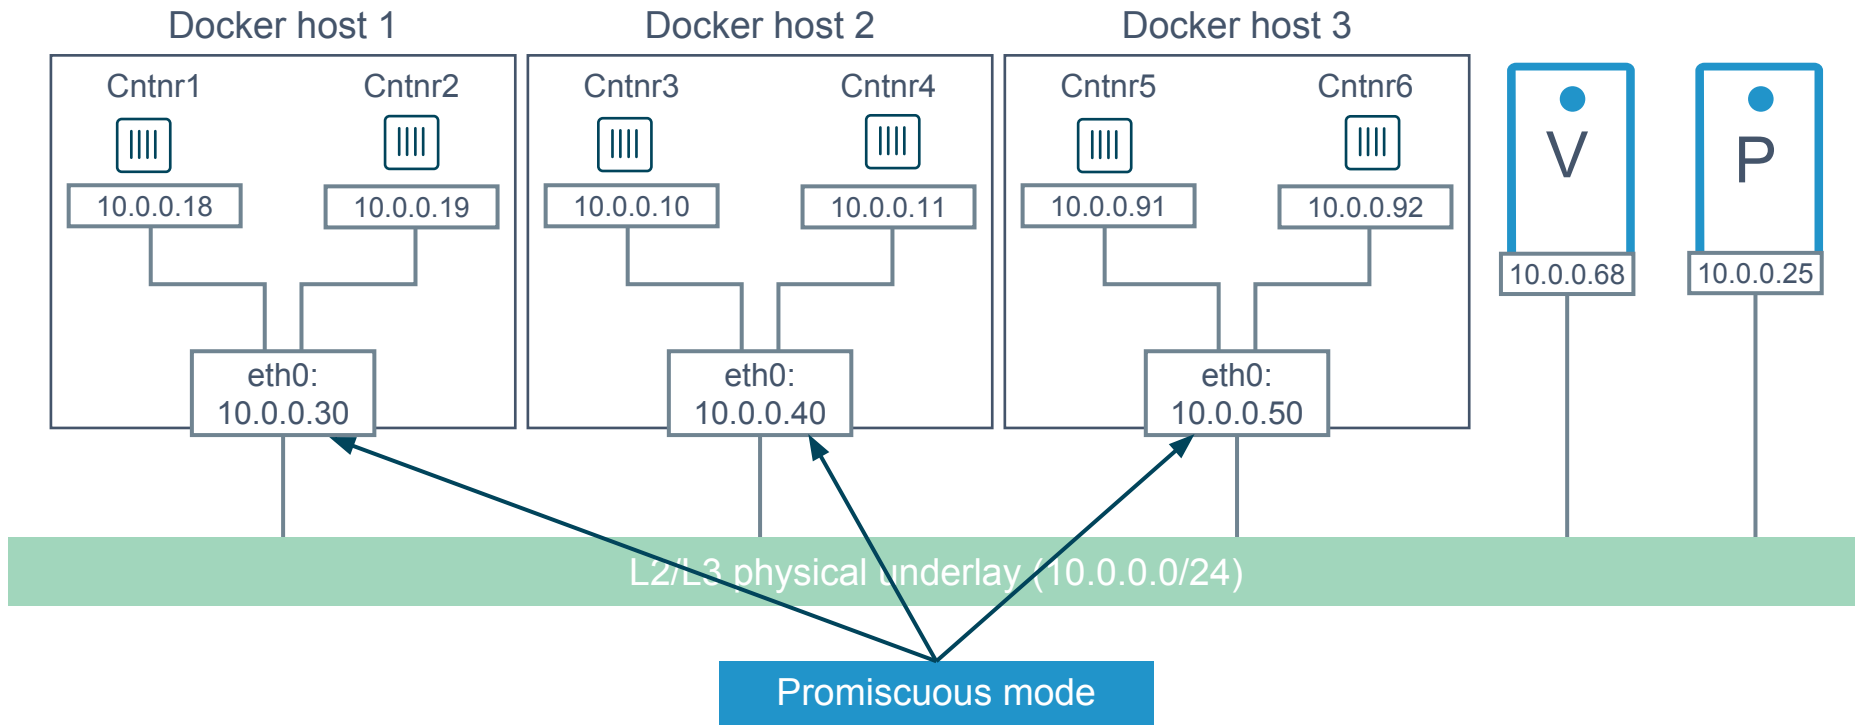 Docker host 1
Docker host 2
Docker host 3
Cntnr1
Cntnr2
Cntnr3
Cntnr4
Cntnr5
Cntnr6
V
P
10.0.0.18
10.0.0.19
10.0.0.10
10.0.0.11
10.0.0.91
10.0.0.92
10.0.0.68
10.0.0.25
eth0:
10.0.0.30
eth0:
10.0.0.40
eth0:
10.0.0.50
L2/L3 physical underlay (10.0.0.0/24)
Promiscuous mode